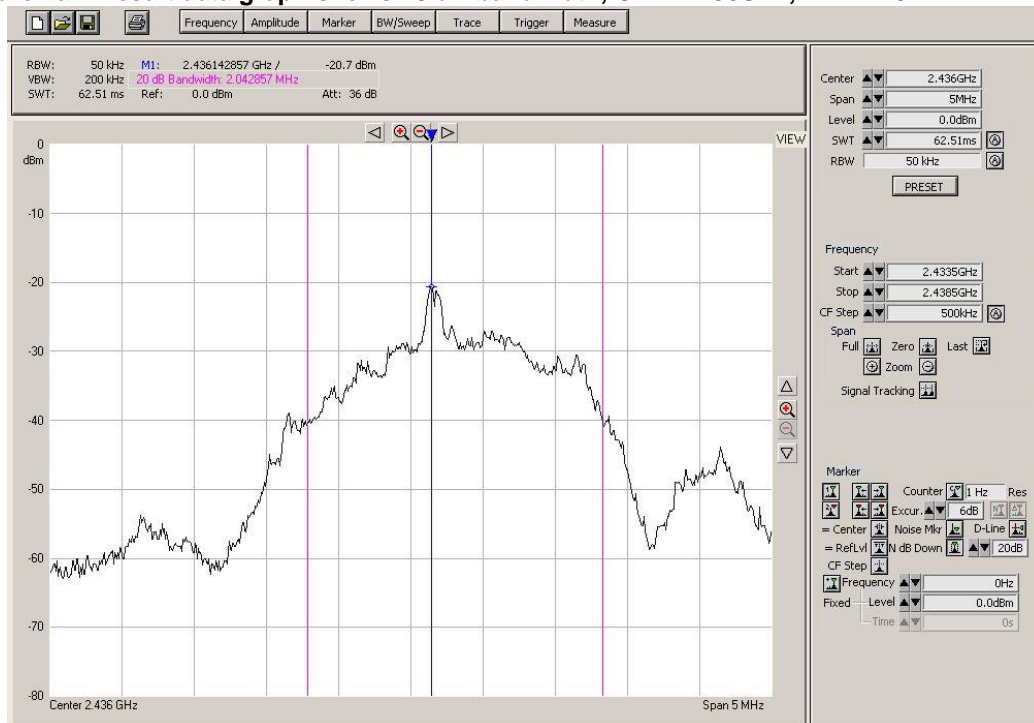 Frequency Amplitude Marker BW/Sweep Trace Trigger Measure
RBW: 50 kHz M1: 2.436142857 GHz / -20.7 dBm
VBW: 200 kHz 20 dB Bandwidth: 2.042857 MHz
SWT: 62.51 ms Ref: 0.0 dBm Att: 36 dB
VIEW
0
dBm
-10
-20
-30
-40
-50
-60
-70
-80
Center 2.436 GHz Span 5 MHz
Center 2.436GHz
Span 5MHz
Level 0.0dBm
SWT 62.51ms
RBW 50 kHz
PRESET
Frequency
Start 2.4335GHz
Stop 2.4385GHz
CF Step 500kHz
Span
Full Zero Last
Zoom
Signal Tracking
Marker
Counter 1 Hz Res
Excur. 6dB
= Center Noise Mkr D-Line
= RefLvl N dB Down 20dB
CF Step
Frequency 0Hz
Fixed Level 0.0dBm
Time 0s